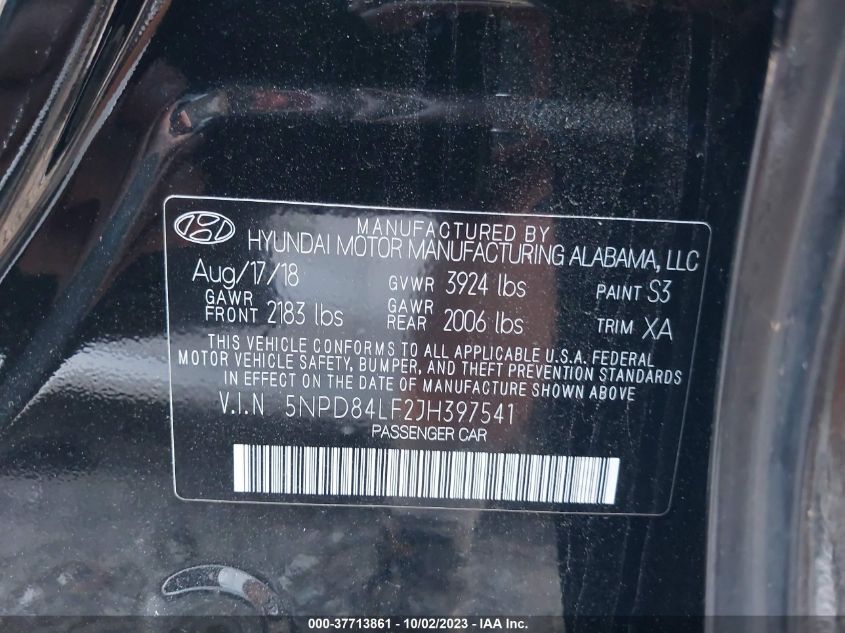 MANUFACTURED BY
HYUNDAI MOTOR MANUFACTURING ALABAMA, LLC
Aug/17/18 GVWR 3924 lbs PAINT S3
GAWR FRONT 2183 lbs GAWR REAR 2006 lbs TRIM XA
THIS VEHICLE CONFORMS TO ALL APPLICABLE U.S.A. FEDERAL
MOTOR VEHICLE SAFETY, BUMPER, AND THEFT PREVENTION STANDARDS
IN EFFECT ON THE DATE OF MANUFACTURE SHOWN ABOVE
V.I.N 5NPD84LF2JH397541
PASSENGER CAR
000-37713861 - 10/02/2023 - ©IAA Inc.